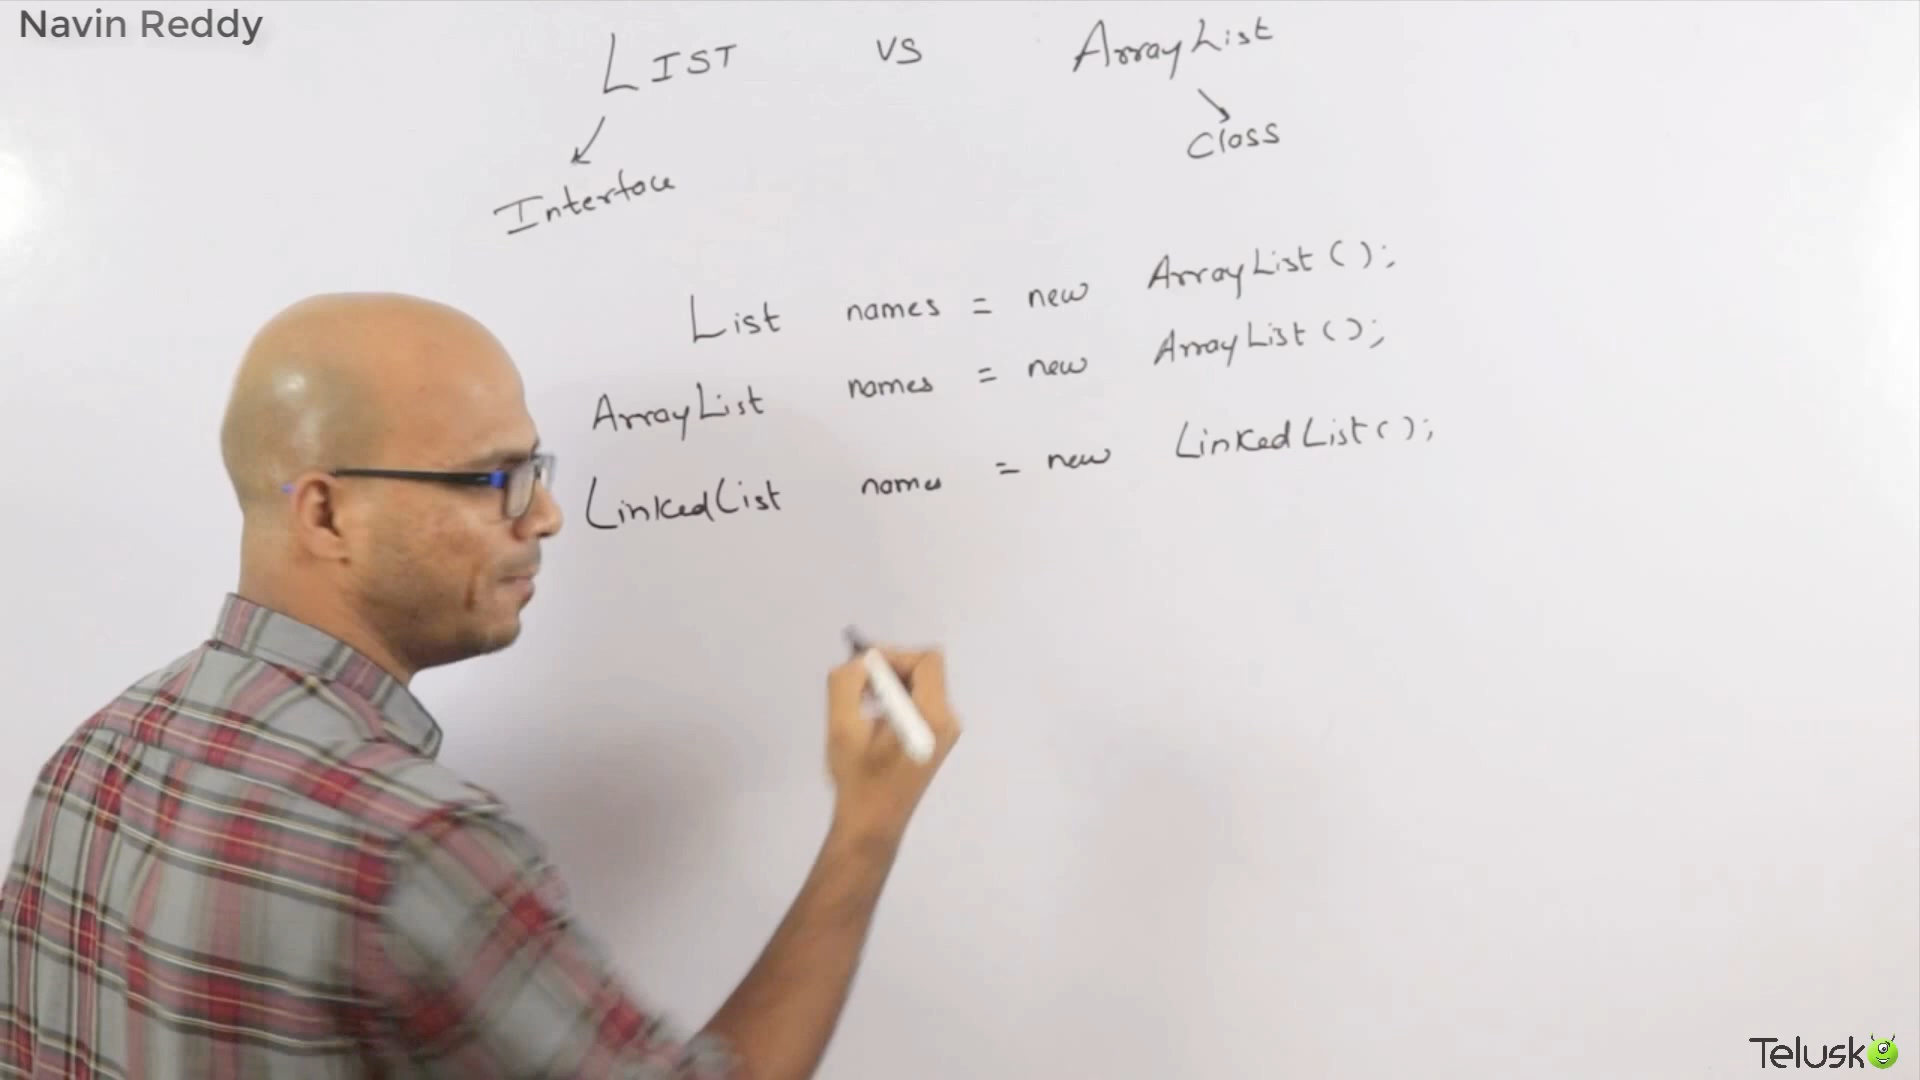 Navin Reddy
LIST vs ArrayList
Interface
Class
List names = new ArrayList();
ArrayList names = new ArrayList();
LinkedList names = new LinkedList();
Telusko